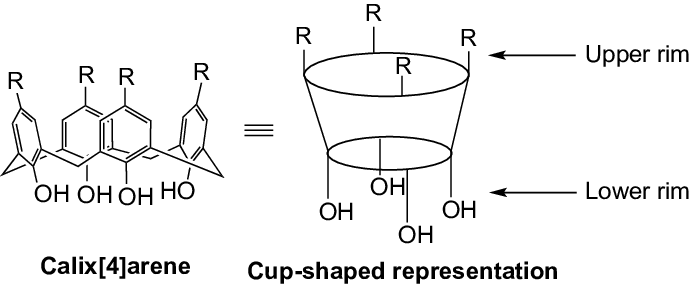 R R R R
OH OH OH HO
Calix[4]arene
≡
R R R R
OH OH OH OH
Cup-shaped representation
Upper rim
Lower rim